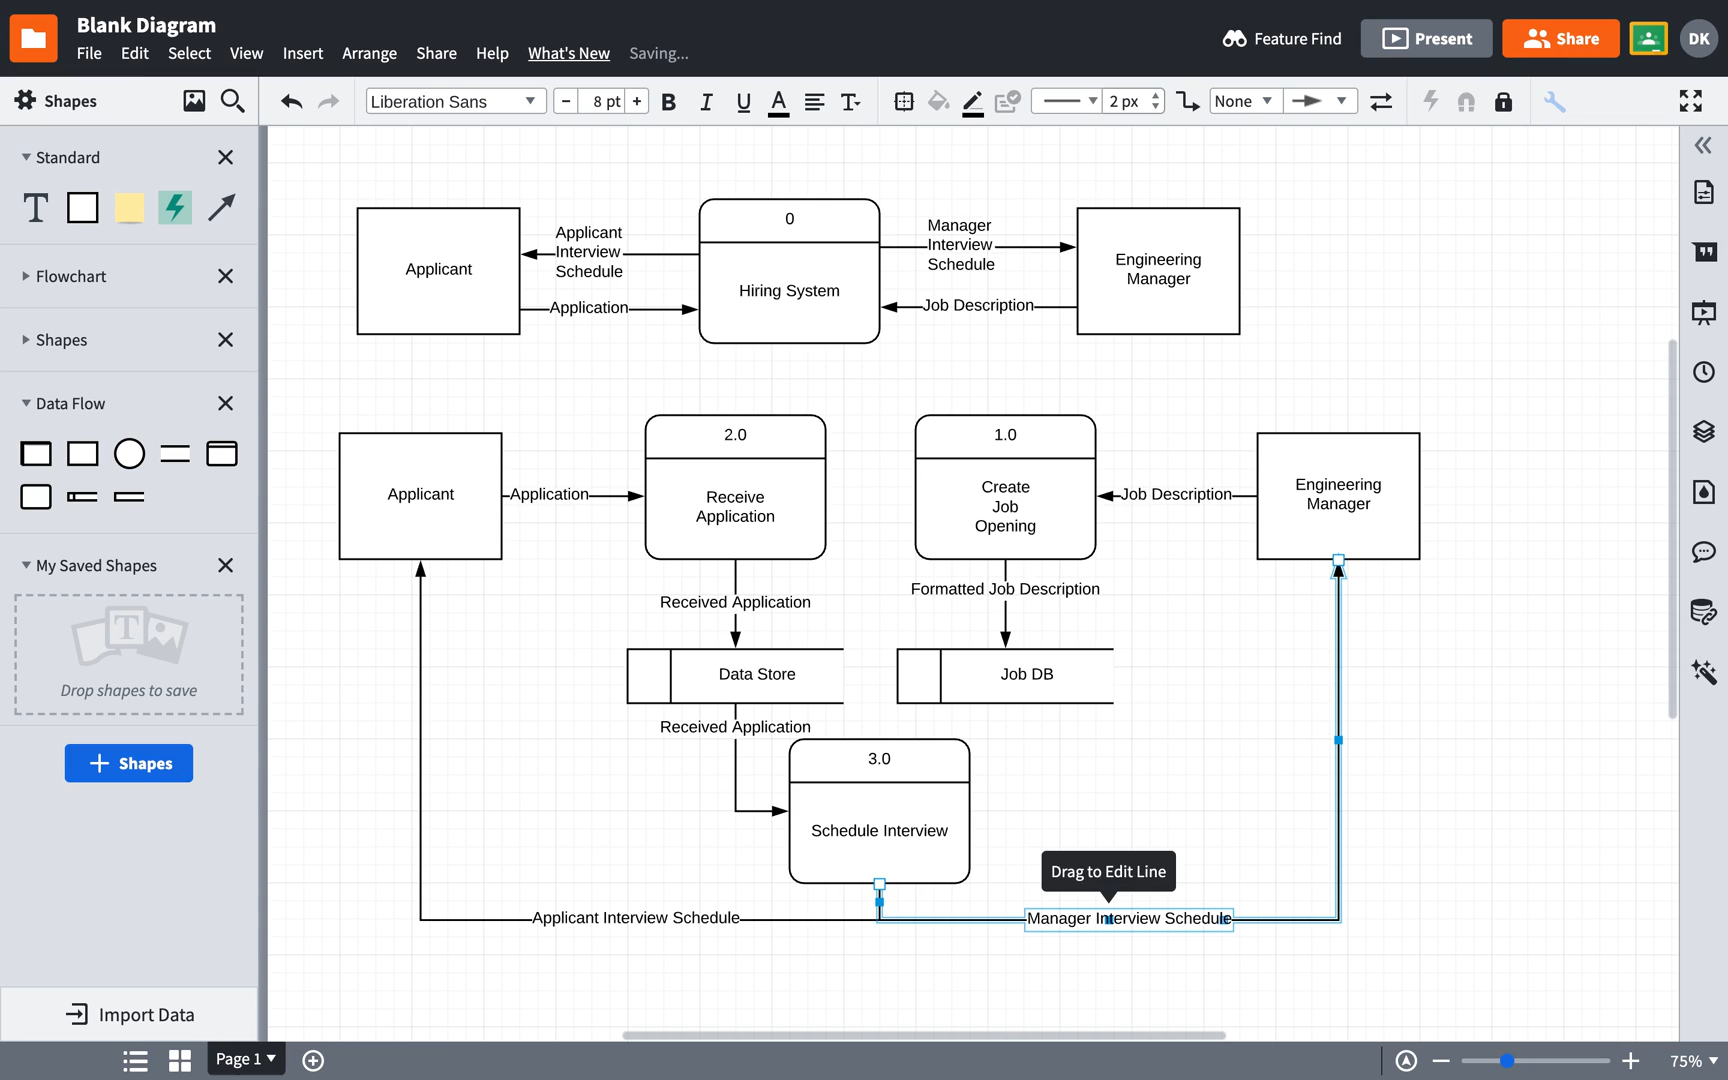 Blank Diagram
File Edit Select View Insert Arrange Share Help What's New Saving...
Feature Find
Present
Share
DK
Shapes
Liberation Sans
8 pt
B I U A T
2 px
None
Standard
T
Flowchart
Shapes
Data Flow
My Saved Shapes
T
Drop shapes to save
Shapes
Import Data
Applicant
Applicant
Interview
Schedule
Application
0
Hiring System
Manager
Interview
Schedule
Job Description
Engineering
Manager
Applicant
Application
2.0
Receive
Application
1.0
Create
Job
Opening
Job Description
Engineering
Manager
Received Application
Formatted Job Description
Data Store
Job DB
Received Application
3.0
Schedule Interview
Drag to Edit Line
Applicant Interview Schedule
Manager Interview Schedule
Page 1
75%